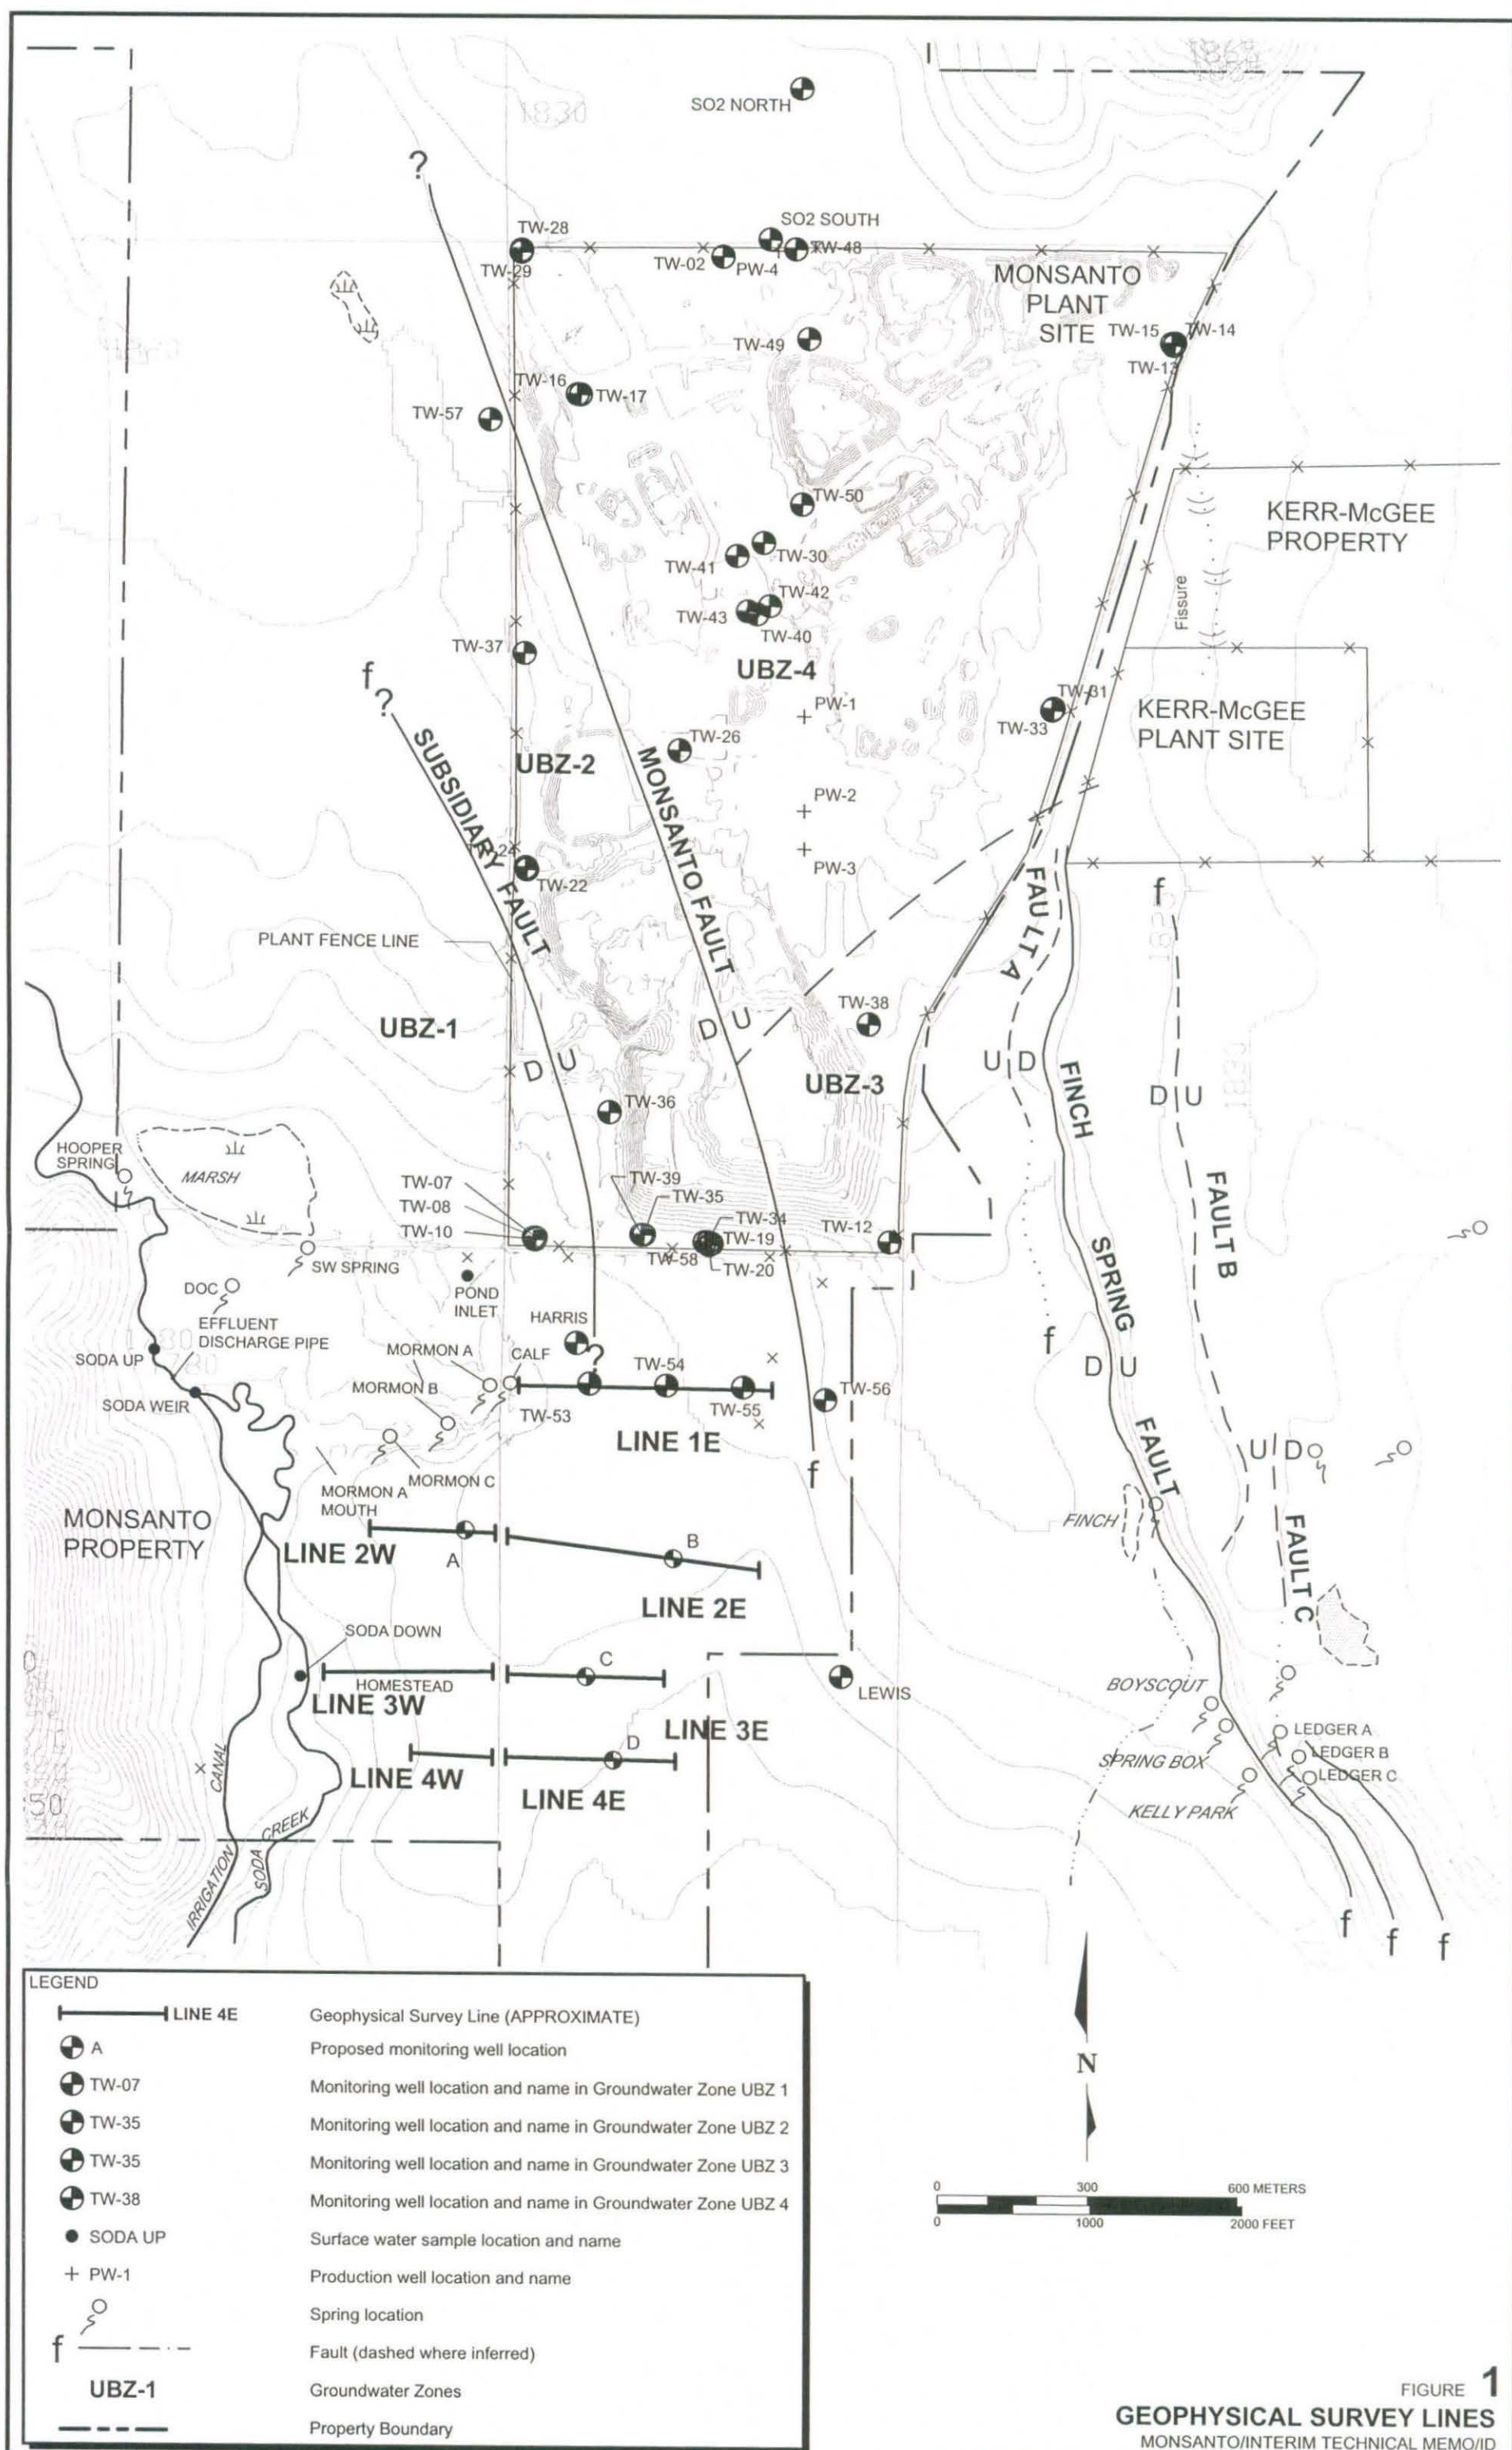 1830
SO2 NORTH
?
TW-28
TW-29
SO2 SOUTH
TW-48
TW-02
PW-4
MONSANTO
PLANT
SITE
TW-15
TW-14
TW-13
TW-49
TW-16
TW-17
TW-57
TW-50
KERR-McGEE
PROPERTY
TW-41
TW-30
TW-42
TW-43
TW-40
Fissure
TW-37
UBZ-4
f
?
PW-1
TW-31
TW-33
KERR-McGEE
PLANT SITE
TW-26
UBZ-2
SUBSIDIARY FAULT
MONSANTO FAULT
PW-2
PW-3
TW-22
FAULT A
f
PLANT FENCE LINE
UBZ-1
TW-38
D U
D U
U D
D U
UBZ-3
TW-36
FINCH SPRING FAULT
FAULT B
HOOPER
SPRING
MARSH
TW-07
TW-08
TW-10
TW-39
TW-35
TW-34
TW-19
TW-58
TW-20
TW-12
SW SPRING
DOC
POND
INLET
EFFLUENT
DISCHARGE PIPE
HARRIS
?
SODA UP
MORMON A
CALF
TW-54
f
D U
MORMON B
TW-56
SODA WEIR
TW-53
TW-55
LINE 1E
MORMON C
f
U D
MORMON A
MOUTH
MONSANTO
PROPERTY
LINE 2W
A
B
FINCH
FAULT C
LINE 2E
SODA DOWN
C
HOMESTEAD
LINE 3W
LEWIS
BOYSCOUT
LINE 3E
LEDGER A
D
LEDGER B
SPRING BOX
LEDGER C
LINE 4W
LINE 4E
KELLY PARK
CANAL
50
IRRIGATION
SODA CREEK
f
f
f
LEGEND
LINE 4E Geophysical Survey Line (APPROXIMATE)
A Proposed monitoring well location
TW-07 Monitoring well location and name in Groundwater Zone UBZ 1
TW-35 Monitoring well location and name in Groundwater Zone UBZ 2
TW-35 Monitoring well location and name in Groundwater Zone UBZ 3
TW-38 Monitoring well location and name in Groundwater Zone UBZ 4
SODA UP Surface water sample location and name
PW-1 Production well location and name
Spring location
f Fault (dashed where inferred)
UBZ-1 Groundwater Zones
Property Boundary
N
0 300 600 METERS
0 1000 2000 FEET
FIGURE 1
GEOPHYSICAL SURVEY LINES
MONSANTO/INTERIM TECHNICAL MEMO/ID